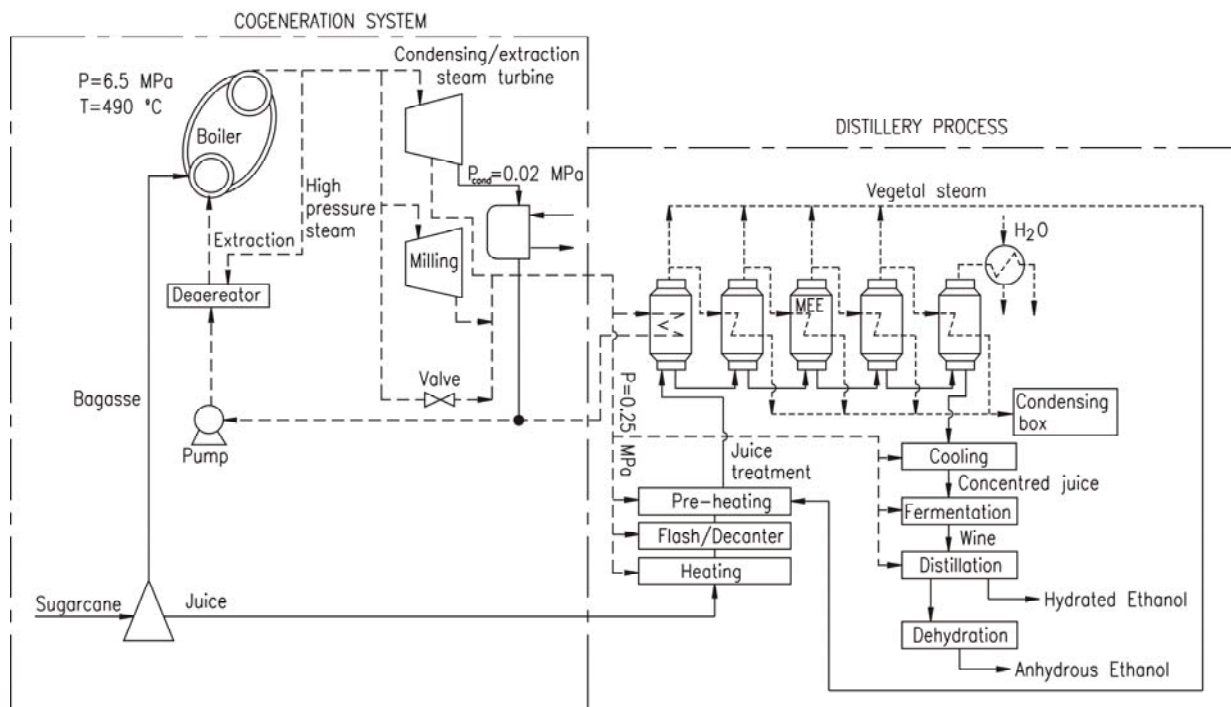 COGENERATION SYSTEM
P=6.5 MPa
T=490 °C
Boiler
Condensing/extraction
steam turbine
P_cond=0.02 MPa
High
pressure
steam
Extraction
Milling
Deaereator
Valve
Bagasse
Pump
Sugarcane
Juice
DISTILLERY PROCESS
Vegetal steam
H₂O
MEE
P=0.25 MPa
Condensing
box
Juice
treatment
Cooling
Concentred juice
Pre-heating
Fermentation
Wine
Flash/Decanter
Distillation
Heating
Hydrated Ethanol
Dehydration
Anhydrous Ethanol